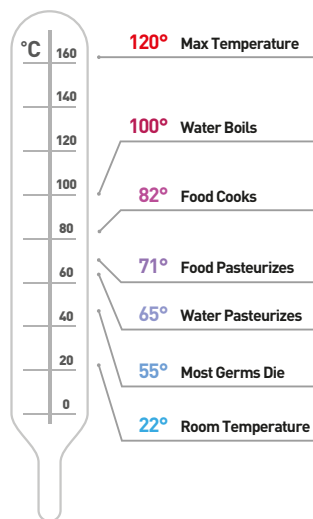 °C
160
120° Max Temperature
140
100° Water Boils
120
100
82° Food Cooks
80
71° Food Pasteurizes
60
65° Water Pasteurizes
40
55° Most Germs Die
20
22° Room Temperature
0